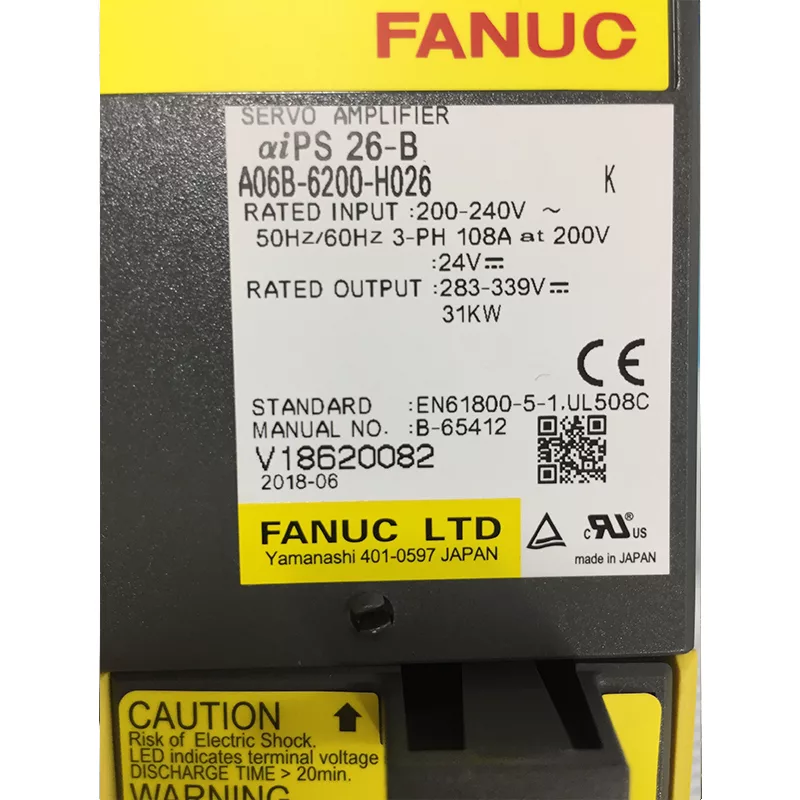 FANUC
SERVO AMPLIFIER
αiPS 26-B
A06B-6200-H026 K
RATED INPUT :200-240V ~
50Hz/60Hz 3-PH 108A at 200V
:24V⎓
RATED OUTPUT :283-339V⎓
31KW
CE
STANDARD :EN61800-5-1,UL508C
MANUAL NO. :B-65412
V18620082
2018-06
FANUC LTD
Yamanashi 401-0597 JAPAN
c RU US
made in JAPAN
CAUTION
Risk of Electric Shock.
LED indicates terminal voltage
DISCHARGE TIME > 20min.
WARNING